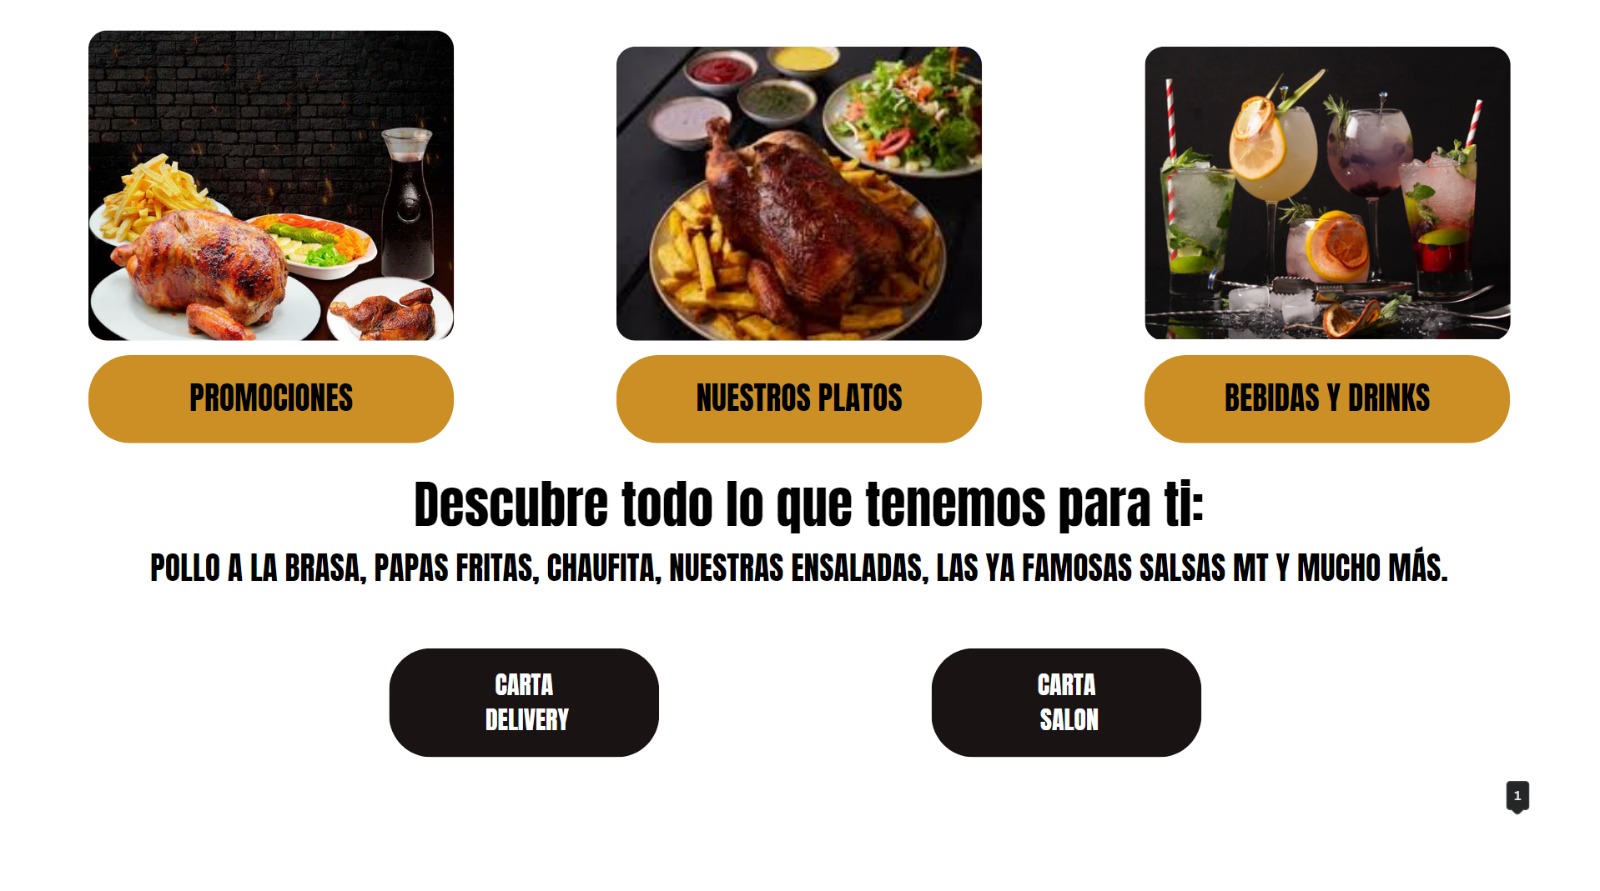 PROMOCIONES
NUESTROS PLATOS
BEBIDAS Y DRINKS
Descubre todo lo que tenemos para ti:
POLLO A LA BRASA, PAPAS FRITAS, CHAUFITA, NUESTRAS ENSALADAS, LAS YA FAMOSAS SALSAS MT Y MUCHO MÁS.
CARTA
DELIVERY
CARTA
SALON
1